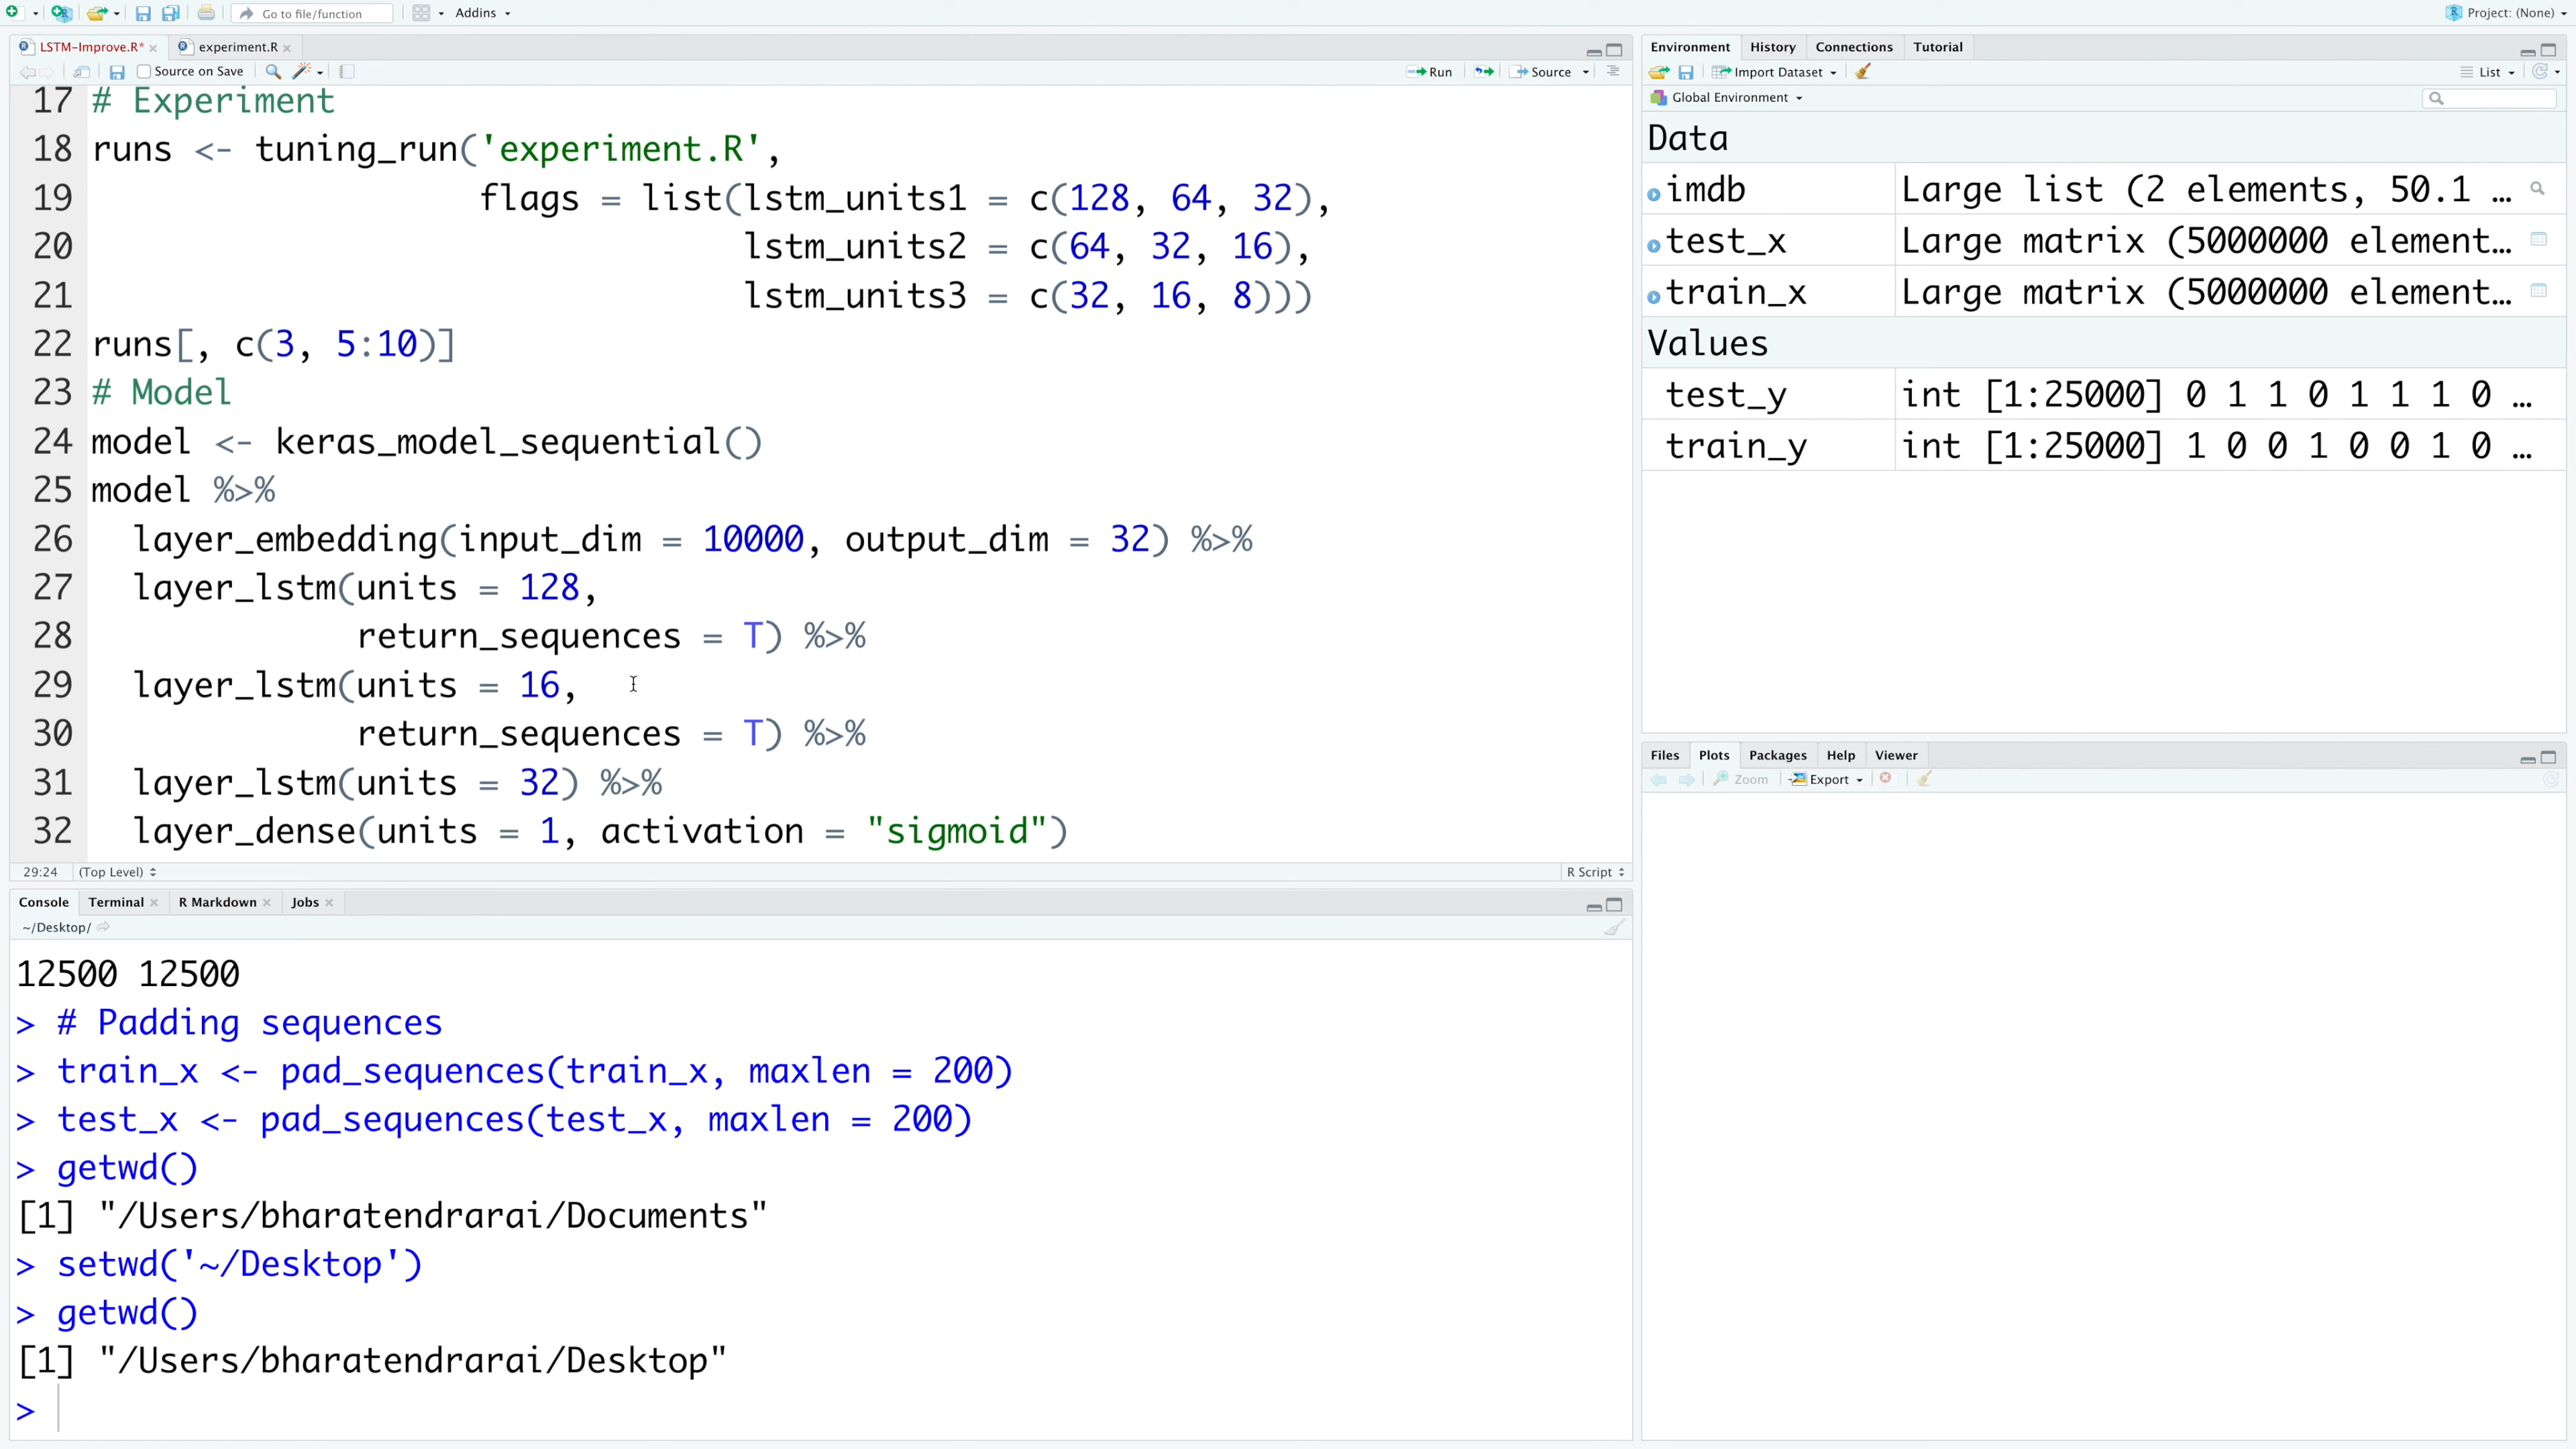 Go to file/function
Addins
Project: (None)
LSTM-Improve.R*
experiment.R
Source on Save
Run
Source
17 # Experiment
18 runs <- tuning_run('experiment.R',
19 flags = list(lstm_units1 = c(128, 64, 32),
20 lstm_units2 = c(64, 32, 16),
21 lstm_units3 = c(32, 16, 8)))
22 runs[, c(3, 5:10)]
23 # Model
24 model <- keras_model_sequential()
25 model %>%
26 layer_embedding(input_dim = 10000, output_dim = 32) %>%
27 layer_lstm(units = 128,
28 return_sequences = T) %>%
29 layer_lstm(units = 16,
30 return_sequences = T) %>%
31 layer_lstm(units = 32) %>%
32 layer_dense(units = 1, activation = "sigmoid")
29:24 (Top Level) R Script
Console Terminal R Markdown Jobs
~/Desktop/
12500 12500
> # Padding sequences
> train_x <- pad_sequences(train_x, maxlen = 200)
> test_x <- pad_sequences(test_x, maxlen = 200)
> getwd()
[1] "/Users/bharatendrarai/Documents"
> setwd('~/Desktop')
> getwd()
[1] "/Users/bharatendrarai/Desktop"
>
Environment History Connections Tutorial
Import Dataset List
Global Environment
Data
imdb Large list (2 elements, 50.1 …
test_x Large matrix (5000000 element…
train_x Large matrix (5000000 element…
Values
test_y int [1:25000] 0 1 1 0 1 1 1 0 …
train_y int [1:25000] 1 0 0 1 0 0 1 0 …
Files Plots Packages Help Viewer
Zoom Export